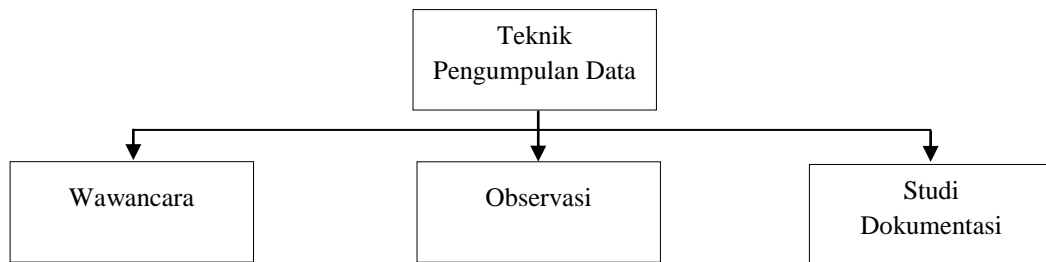 Teknik
Pengumpulan Data
Wawancara
Observasi
Studi
Dokumentasi